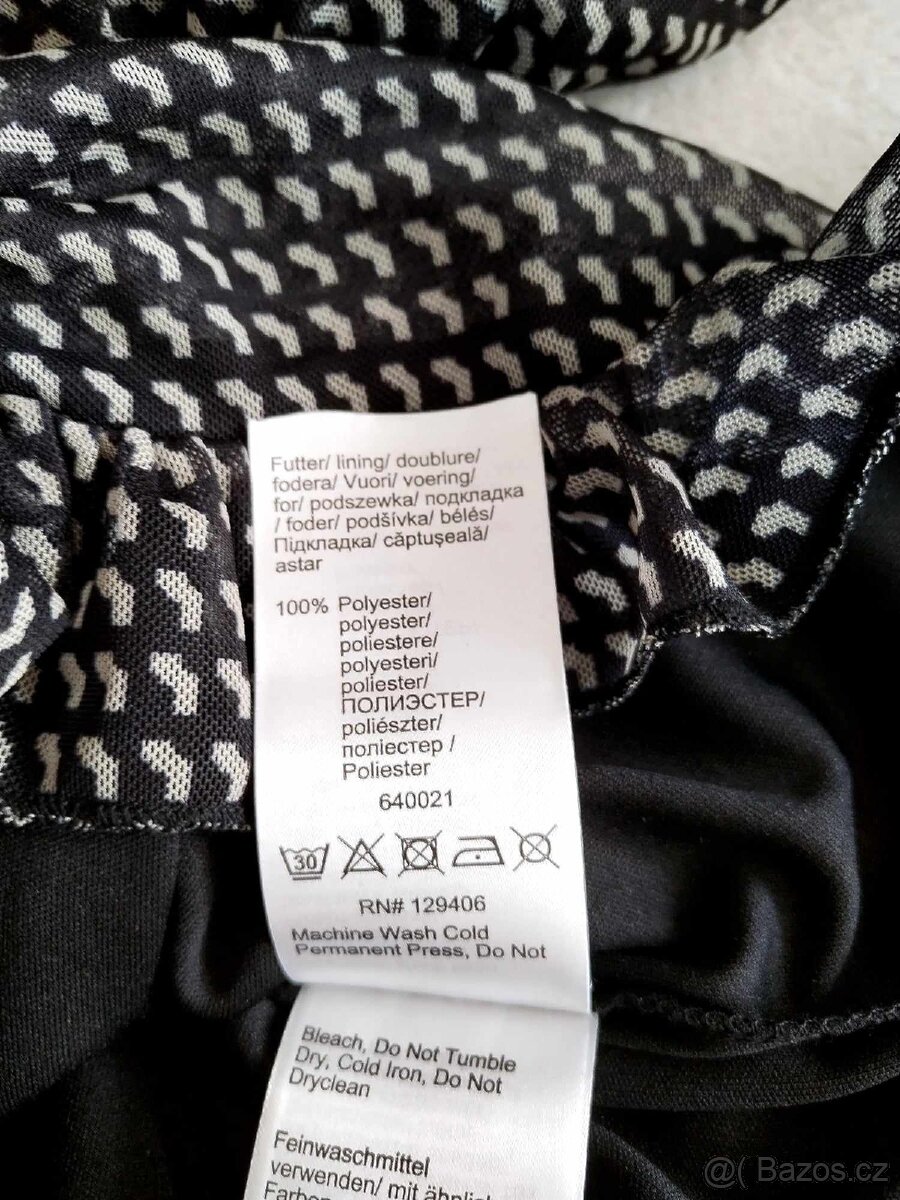 Futter/ lining/ doublure/
fodera/ Vuori/ voering/
for/ podszewka/ подкладка
/ foder/ podšívka/ bélés/
Підкладка/ căptuşeală/
astar
100% Polyester/
polyester/
poliestere/
polyesteri/
poliester/
ПОЛИЭСТЕР/
poliészter/
поліестер /
Poliester
640021
30
RN# 129406
Machine Wash Cold
Permanent Press, Do Not
Bleach, Do Not Tumble
Dry, Cold Iron, Do Not
Dryclean
Feinwaschmittel
verwenden/ mit
@( Bazos.cz